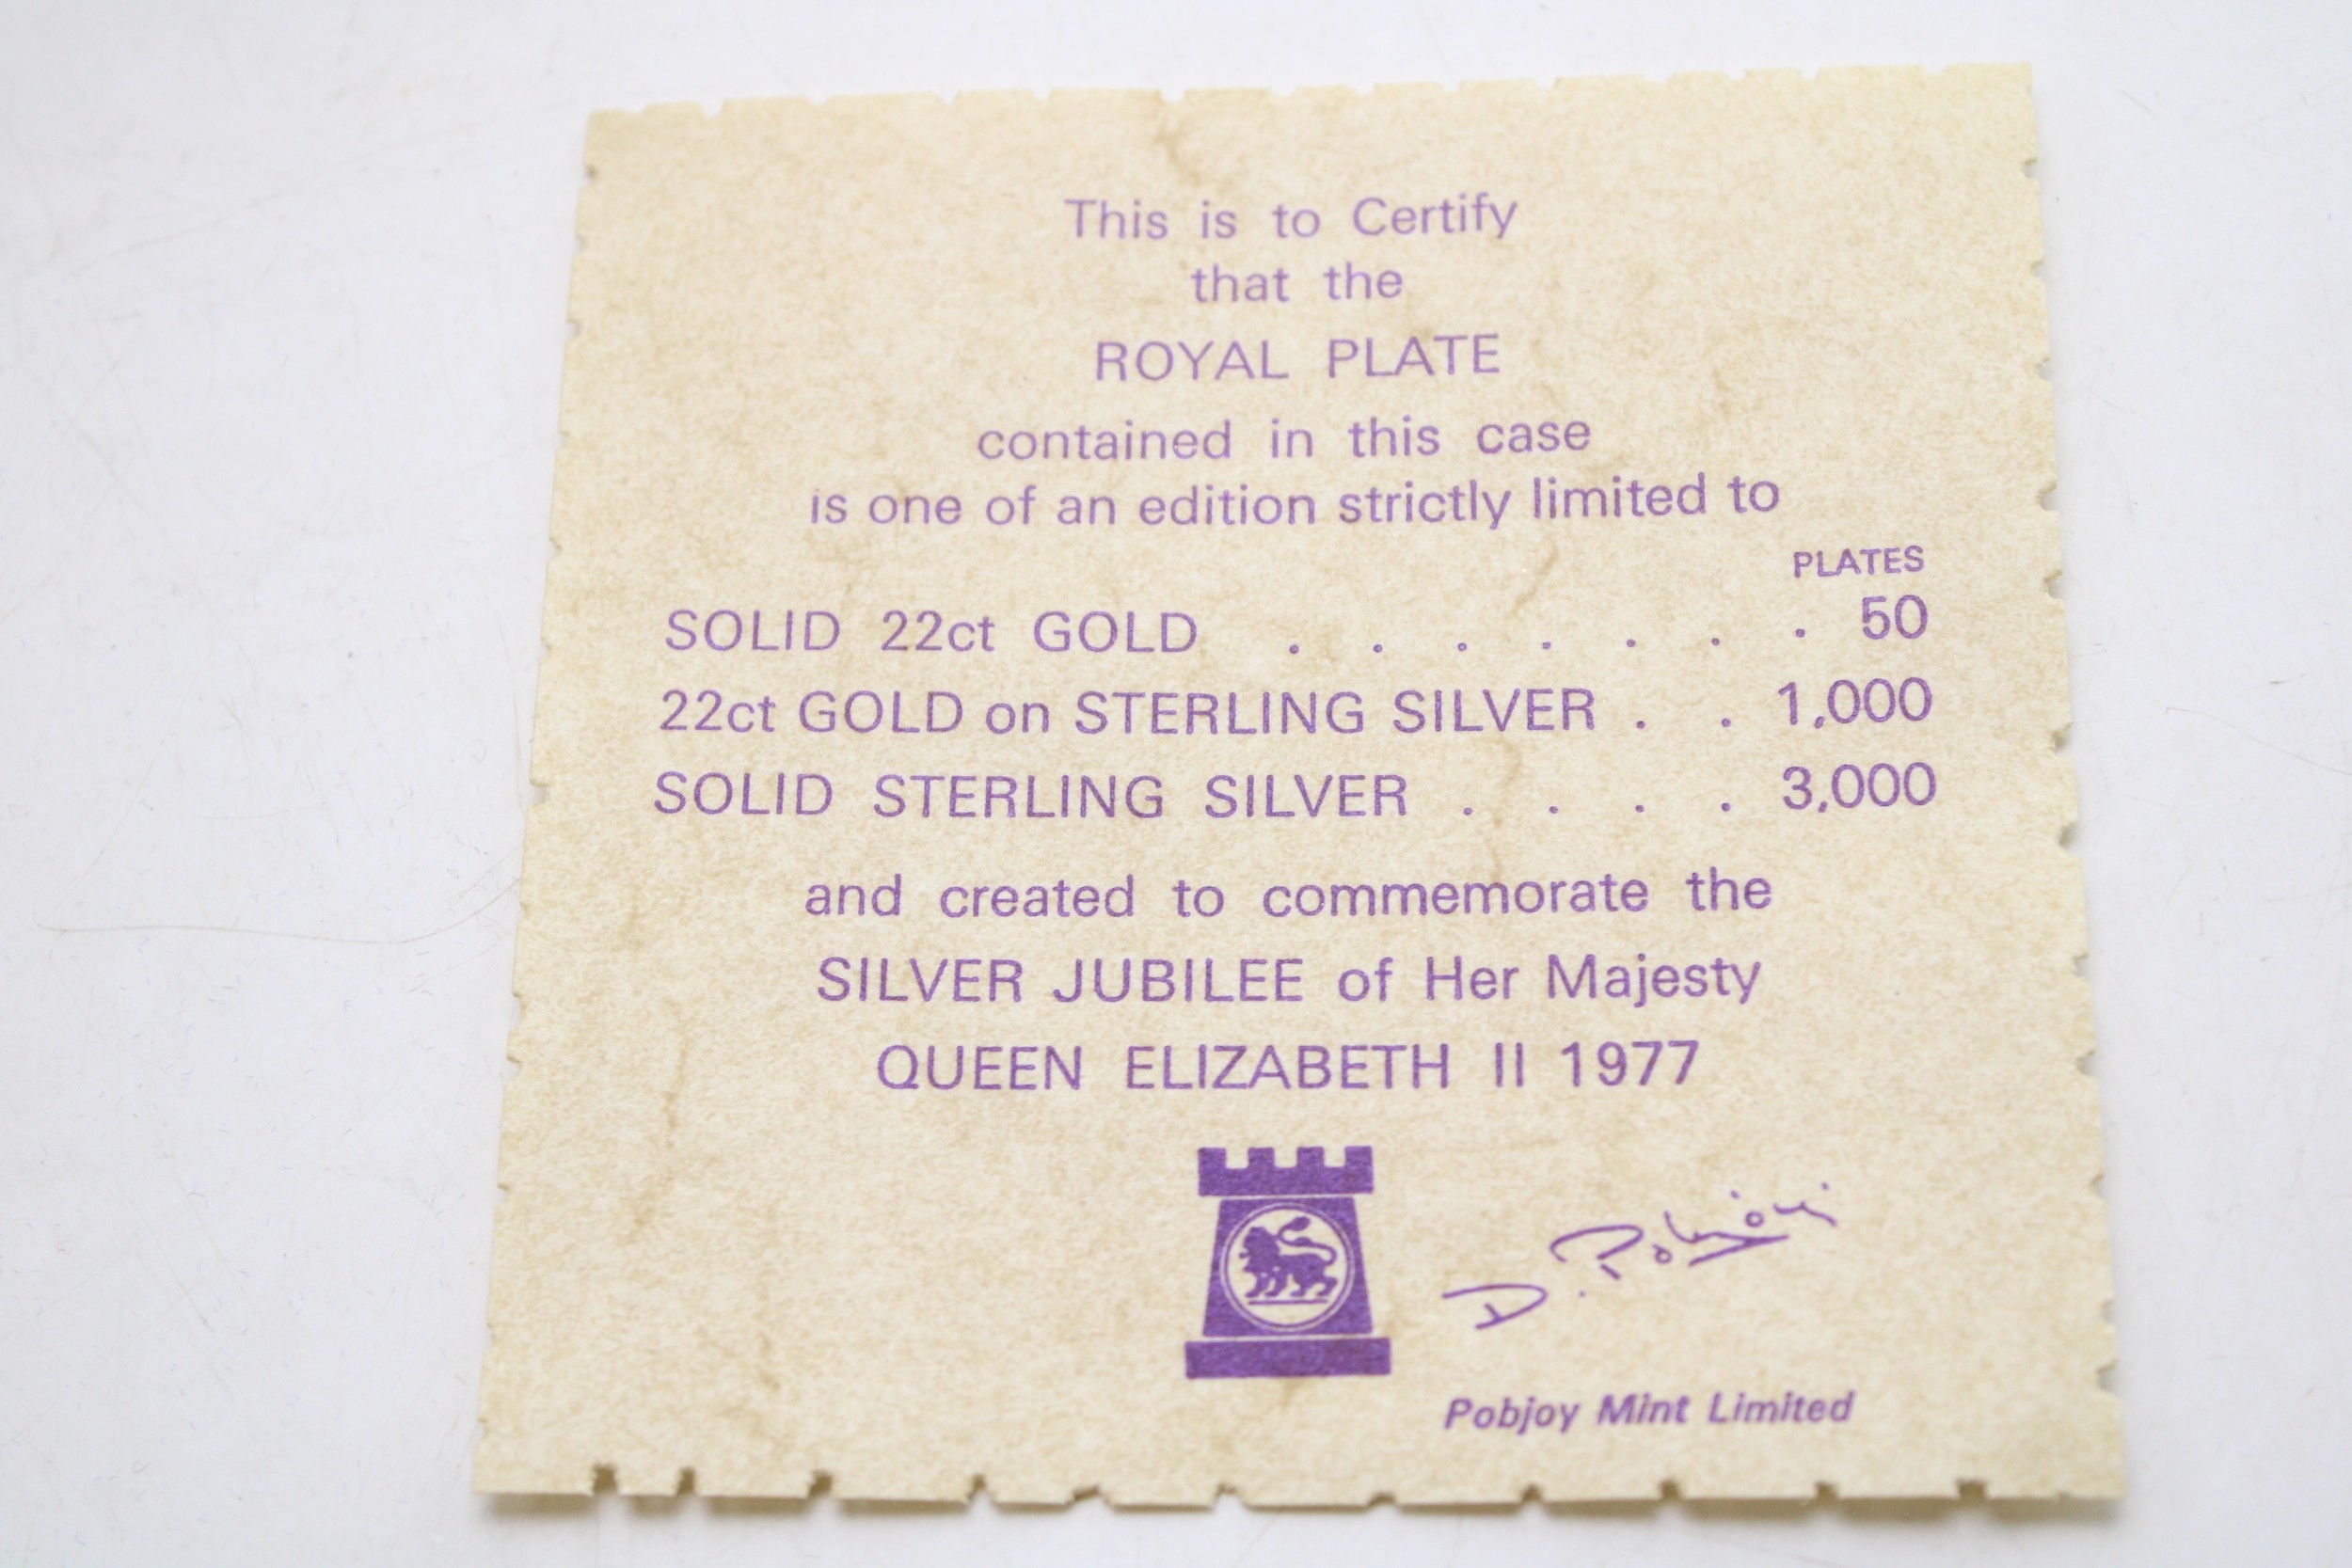 This is to Certify
that the
ROYAL PLATE
contained in this case
is one of an edition strictly limited to
PLATES
SOLID 22ct GOLD . . . . . . . 50
22ct GOLD on STERLING SILVER . . 1,000
SOLID STERLING SILVER . . . . 3,000
and created to commemorate the
SILVER JUBILEE of Her Majesty
QUEEN ELIZABETH II 1977
D. Pobjoy
Pobjoy Mint Limited